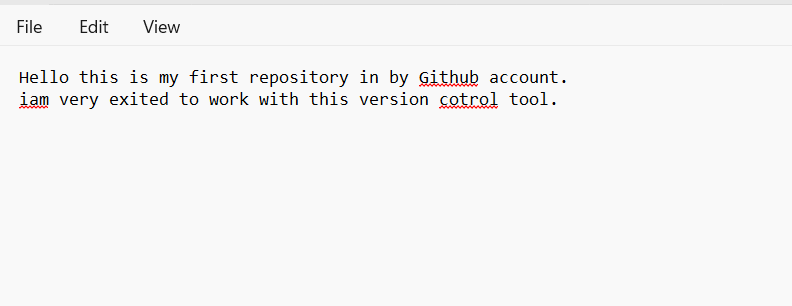 File Edit View
Hello this is my first repository in by Github account.
iam very exited to work with this version cotrol tool.